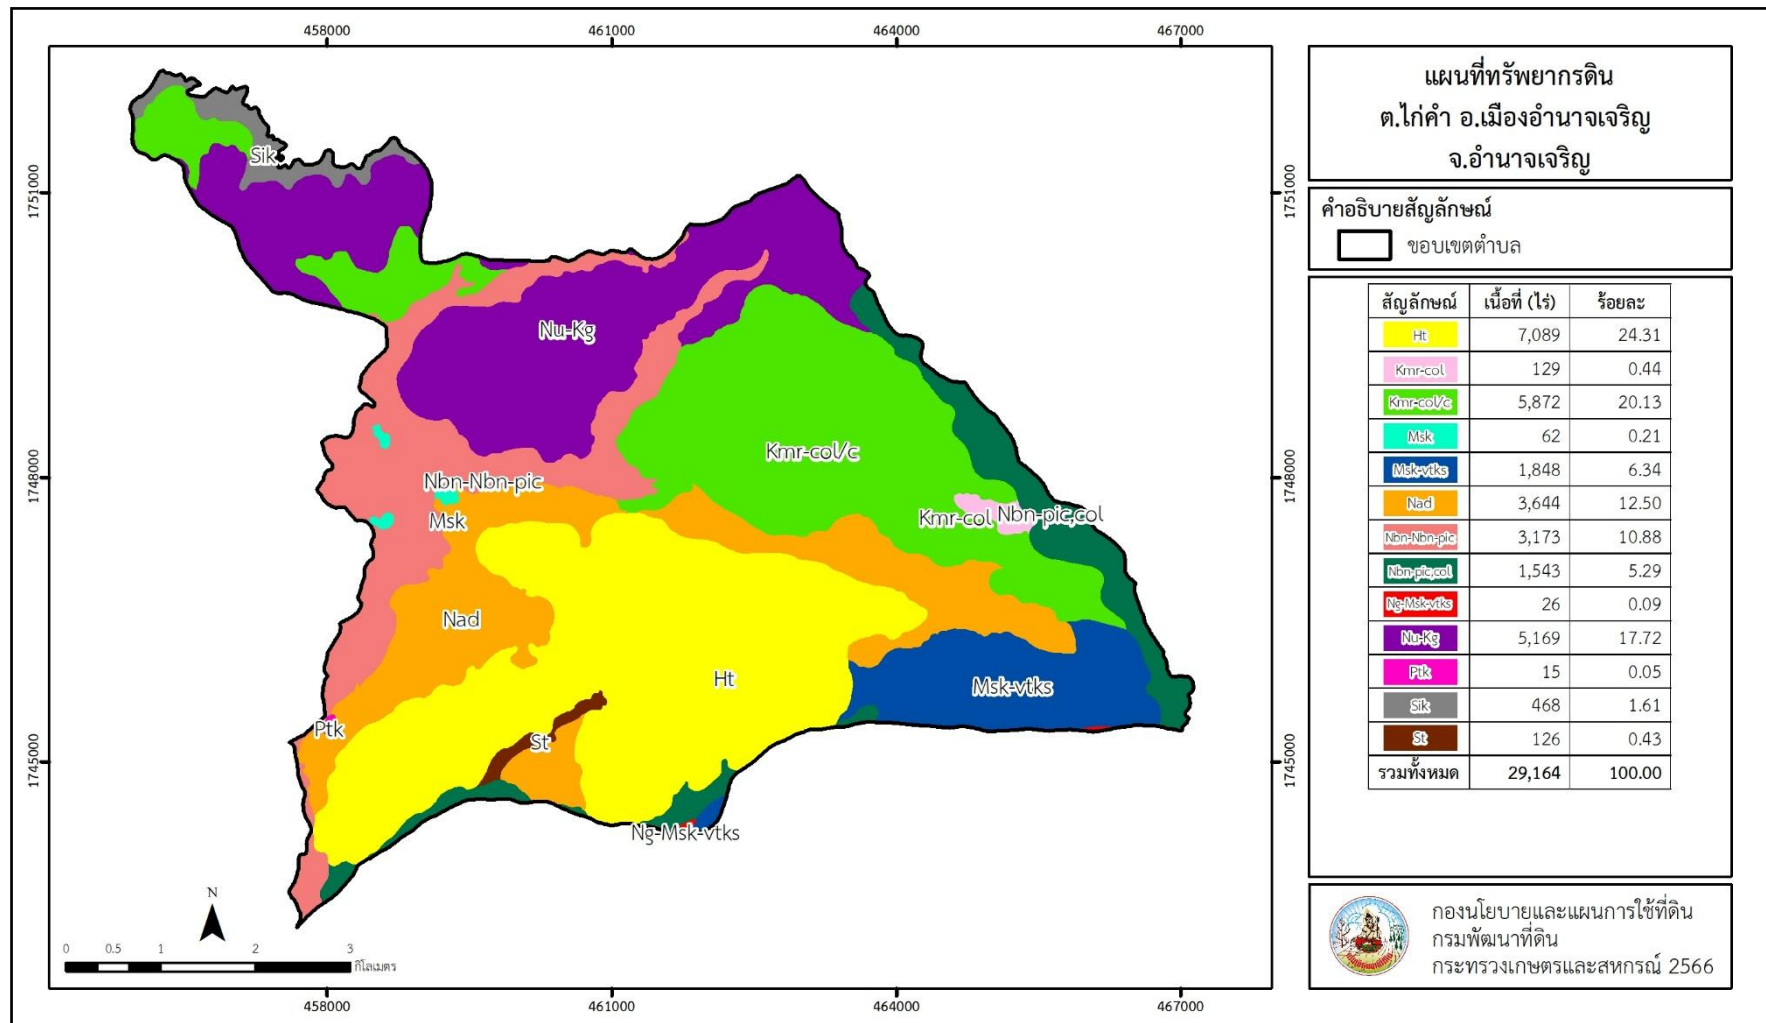 458000
461000
464000
467000
1751000
1748000
1745000
1751000
1748000
1745000
458000
461000
464000
467000
Sik
Nu-Kg
Kmr-col/c
Nbn-Nbn-pic
Msk
Kmr-col
Nbn-pic,col
Nad
Ht
Msk-vtks
Ptk
St
Ng-Msk-vtks
N
0 0.5 1 2 3
กิโลเมตร
แผนที่ทรัพยากรดิน
ต.ไก่คำ อ.เมืองอำนาจเจริญ
จ.อำนาจเจริญ
คำอธิบายสัญลักษณ์
ขอบเขตตำบล
สัญลักษณ์ เนื้อที่ (ไร่) ร้อยละ
Ht 7,089 24.31
Kmr-col 129 0.44
Kmr-col/c 5,872 20.13
Msk 62 0.21
Msk-vtks 1,848 6.34
Nad 3,644 12.50
Nbn-Nbn-pic 3,173 10.88
Nbn-pic,col 1,543 5.29
Ng-Msk-vtks 26 0.09
Nu-Kg 5,169 17.72
Ptk 15 0.05
Sik 468 1.61
St 126 0.43
รวมทั้งหมด 29,164 100.00
กองนโยบายและแผนการใช้ที่ดิน
กรมพัฒนาที่ดิน
กระทรวงเกษตรและสหกรณ์ 2566